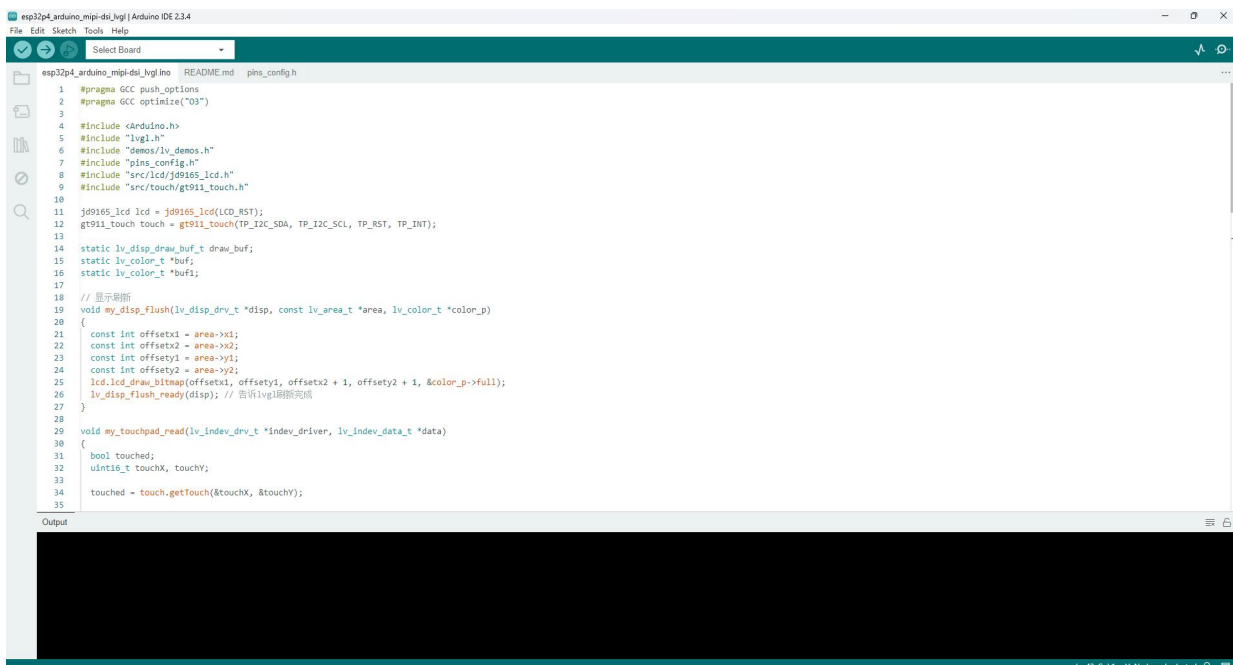 esp32p4_arduino_mipi-dsi_lvgl | Arduino IDE 2.3.4
File Edit Sketch Tools Help
Select Board
esp32p4_arduino_mipi-dsi_lvgl.ino README.md pins_config.h
1 #pragma GCC push_options
2 #pragma GCC optimize("O3")
3
4 #include <Arduino.h>
5 #include "lvgl.h"
6 #include "demos/lv_demos.h"
7 #include "pins_config.h"
8 #include "src/lcd/jd9165_lcd.h"
9 #include "src/touch/gt911_touch.h"
10
11 jd9165_lcd lcd = jd9165_lcd(LCD_RST);
12 gt911_touch touch = gt911_touch(TP_I2C_SDA, TP_I2C_SCL, TP_RST, TP_INT);
13
14 static lv_disp_draw_buf_t draw_buf;
15 static lv_color_t *buf;
16 static lv_color_t *buf1;
17
18 // 显示刷新
19 void my_disp_flush(lv_disp_drv_t *disp, const lv_area_t *area, lv_color_t *color_p)
20 {
21 const int offsetx1 = area->x1;
22 const int offsetx2 = area->x2;
23 const int offsety1 = area->y1;
24 const int offsety2 = area->y2;
25 lcd.lcd_draw_bitmap(offsetx1, offsety1, offsetx2 + 1, offsety2 + 1, &color_p->full);
26 lv_disp_flush_ready(disp); // 告诉lvgl刷新完成
27 }
28
29 void my_touchpad_read(lv_indev_drv_t *indev_driver, lv_indev_data_t *data)
30 {
31 bool touched;
32 uint16_t touchX, touchY;
33
34 touched = touch.getTouch(&touchX, &touchY);
35
Output